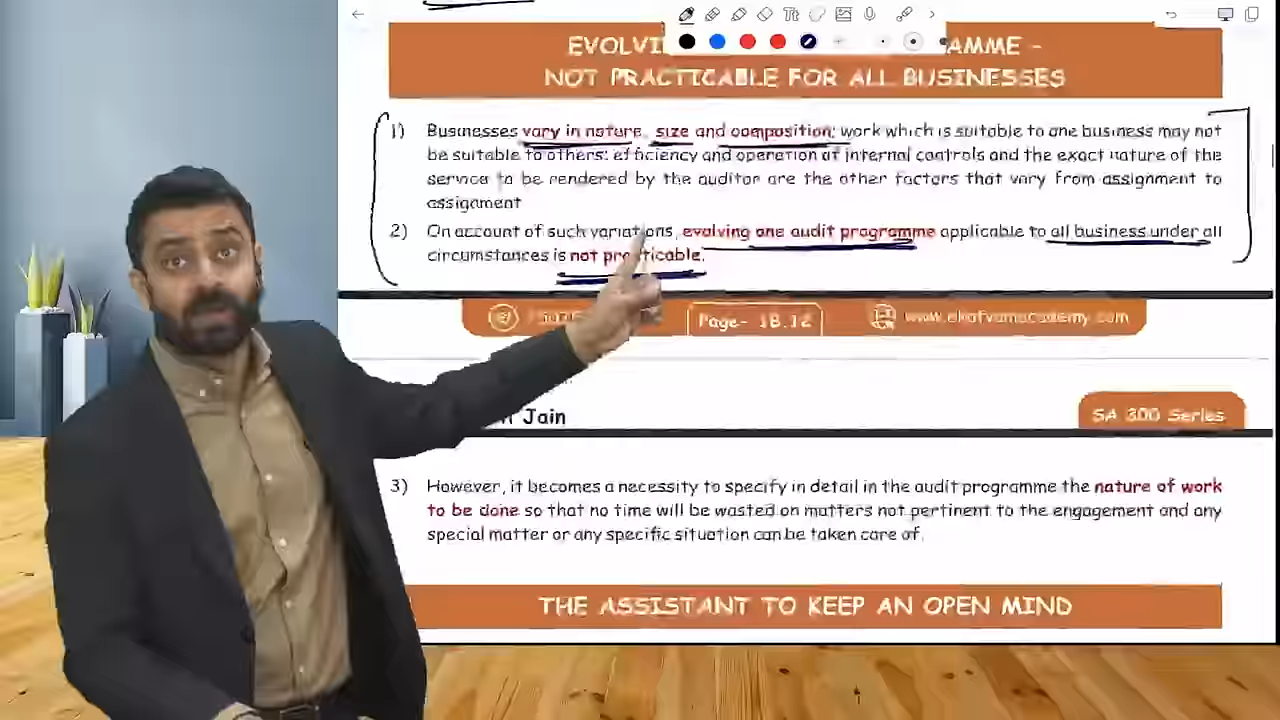 EVOLVI AMME -
NOT PRACTICABLE FOR ALL BUSINESSES
1) Businesses vary in nature, size and composition; work which is suitable to one business may not
be suitable to others; efficiency and operation of internal controls and the exact nature of the
service to be rendered by the auditor are the other factors that vary from assignment to
assignment
2) On account of such variations, evolving one audit programme applicable to all business under all
circumstances is not practicable.
Page- 1B.12
www.ekatvamacademy.com
Jain
SA 300 Series
3) However, it becomes a necessity to specify in detail in the audit programme the nature of work
to be done so that no time will be wasted on matters not pertinent to the engagement and any
special matter or any specific situation can be taken care of.
THE ASSISTANT TO KEEP AN OPEN MIND